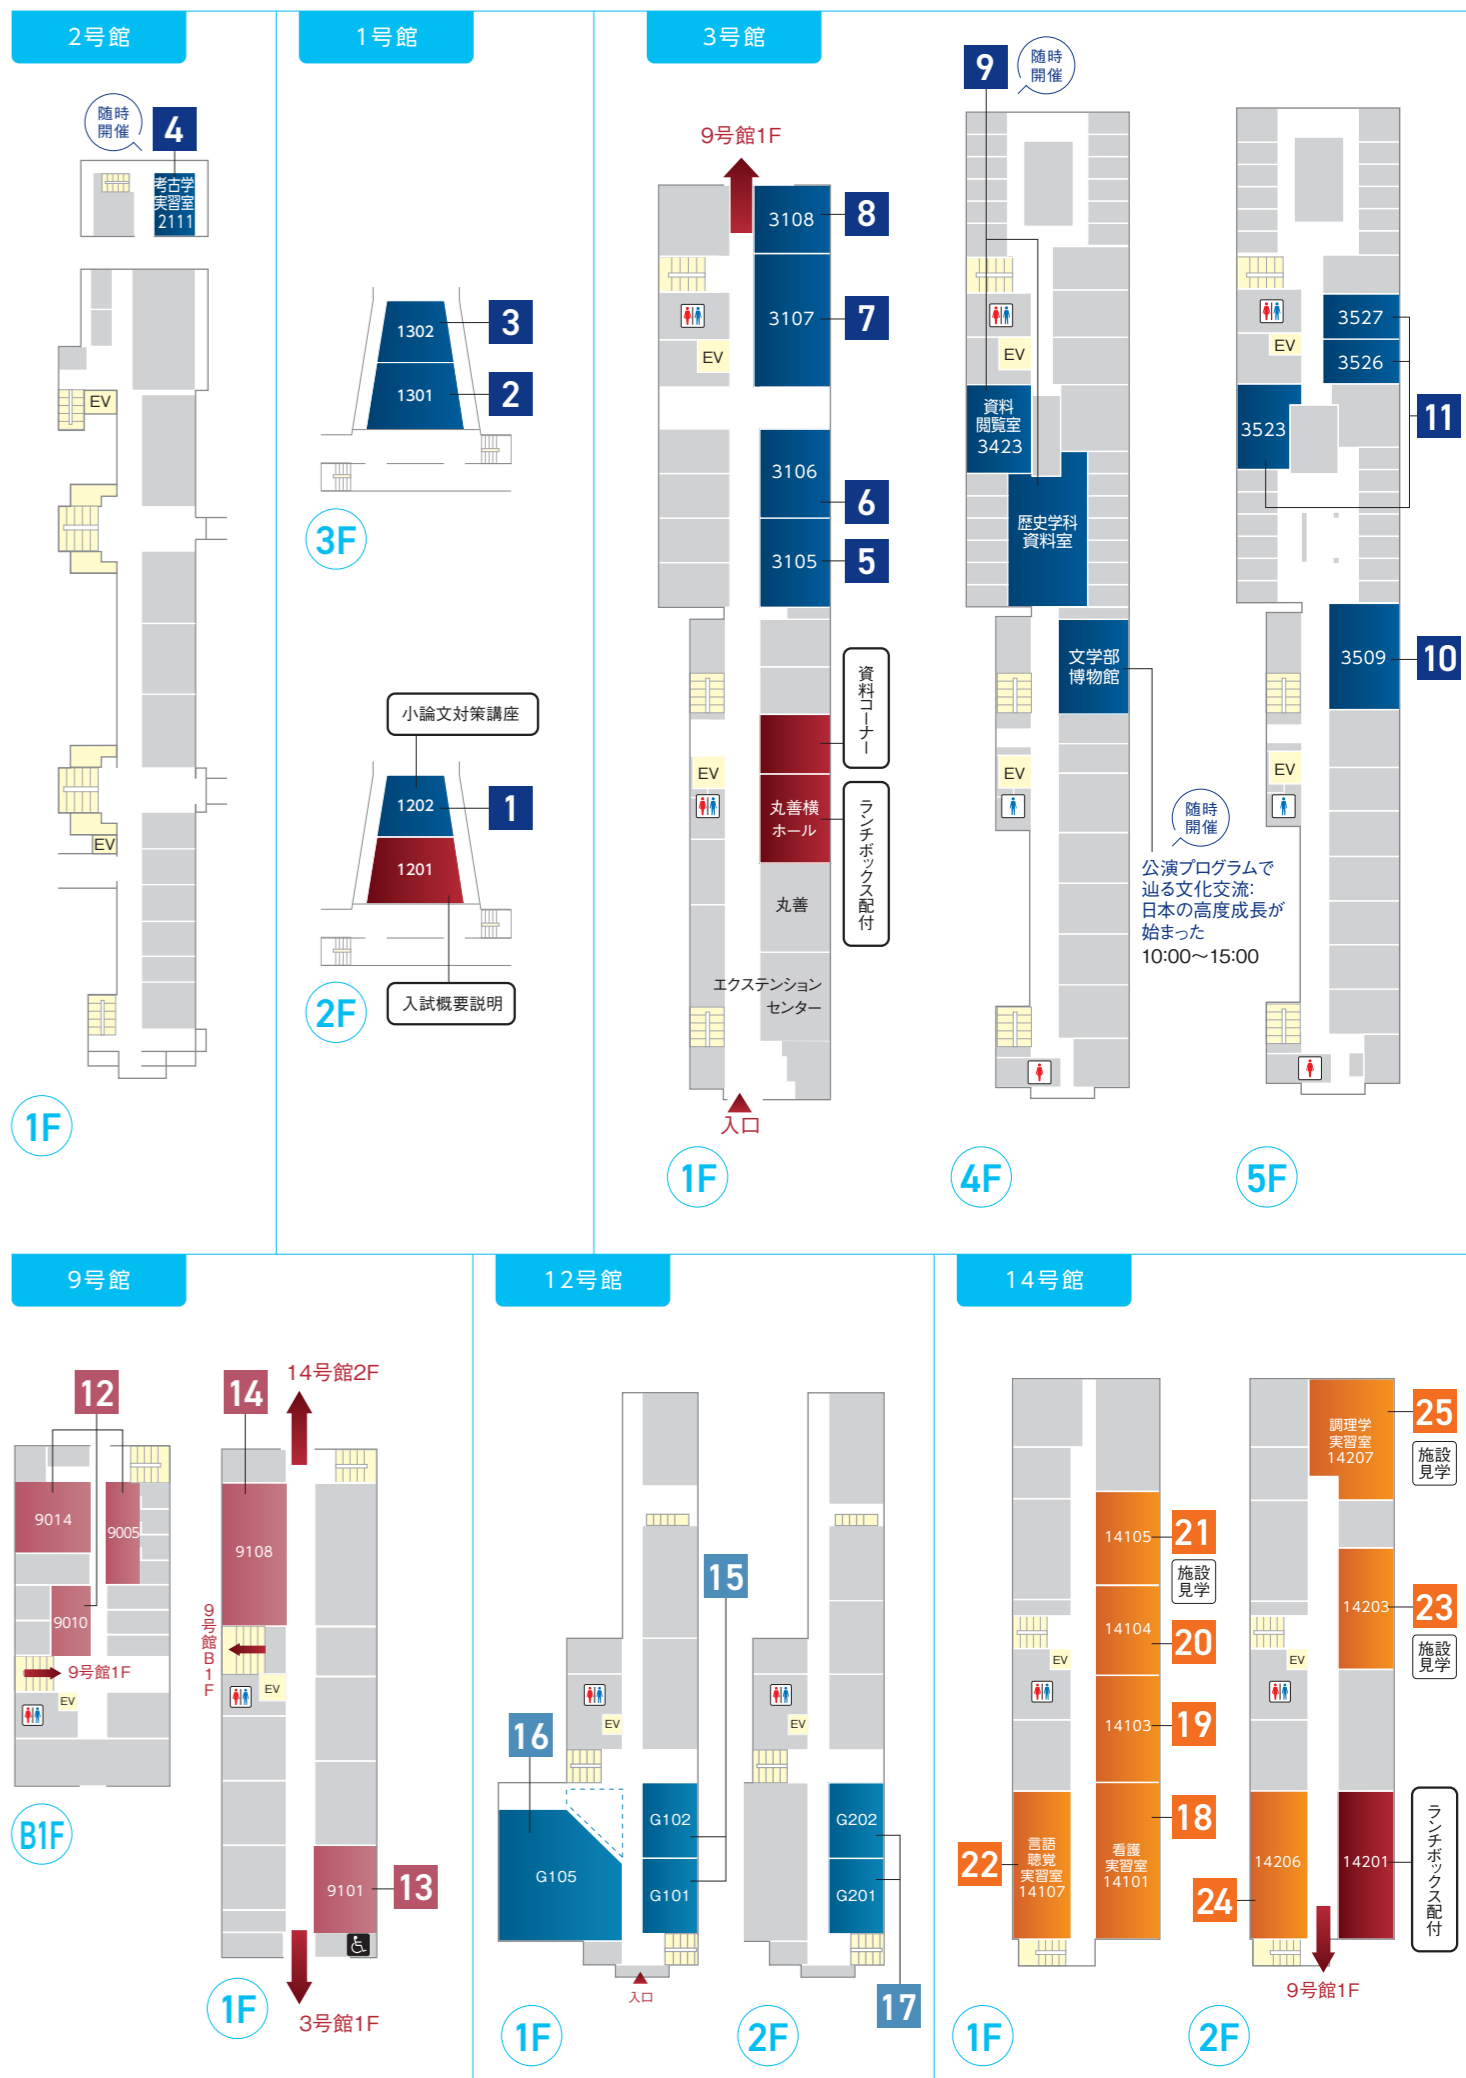 2号館
随時
開催
4
考古学
実習室
2111
EV
EV
1F
1号館
1302
3
1301
2
3F
小論文対策講座
1202
1
1201
入試概要説明
2F
3号館
9号館1F
3108
8
3107
7
EV
3106
6
3105
5
資料コーナー
EV
丸善横
ホール
ランチボックス配付
丸善
エクステンション
センター
入口
1F
9
随時
開催
EV
資料
閲覧室
3423
歴史学科
資料室
文学部
博物館
EV
随時
開催
公演プログラムで
辿る文化交流:
日本の高度成長が
始まった
10:00〜15:00
4F
3527
EV
3526
3523
11
3509
10
EV
5F
9号館
12
9014
9005
9010
9号館1F
EV
B1F
14号館2F
14
9108
9号館B1F
EV
9101
13
1F
3号館1F
12号館
15
16
EV
G102
G105
G101
入口
1F
EV
G202
G201
17
2F
14号館
14105
21
施設
見学
14104
20
EV
14103
19
18
言語
聴覚
実習室
14107
22
看護
実習室
14101
1F
調理学
実習室
14207
25
施設
見学
14203
23
施設
見学
EV
14206
24
14201
ランチボックス配付
9号館1F
2F